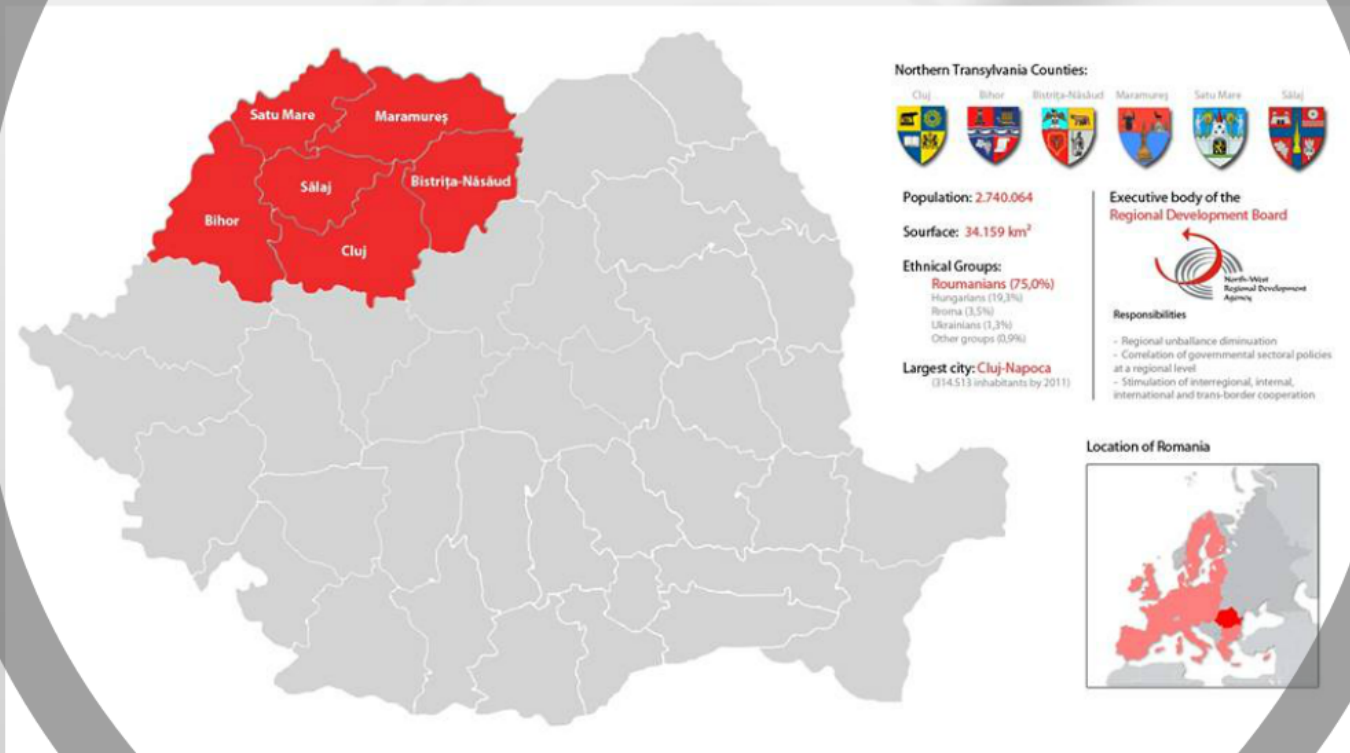 Satu Mare
Maramureș
Sălaj
Bistrița-Năsăud
Bihor
Cluj
Northern Transylvania Counties:
Cluj Bihor Bistrița-Năsăud Maramureș Satu Mare Sălaj
Population: 2.740.064
Sourface: 34.159 km²
Ethnical Groups:
Roumanians (75,0%)
Hungarians (19,3%)
Rroma (3,5%)
Ukrainians (1,3%)
Other groups (0,9%)
Largest city: Cluj-Napoca
(314.513 inhabitants by 2011)
Executive body of the
Regional Development Board
North-West
Regional Development
Agency
Responsibilities
- Regional unballance diminuation
- Correlation of governmental sectoral policies
at a regional level
- Stimulation of interregional, internal,
international and trans-border cooperation
Location of Romania